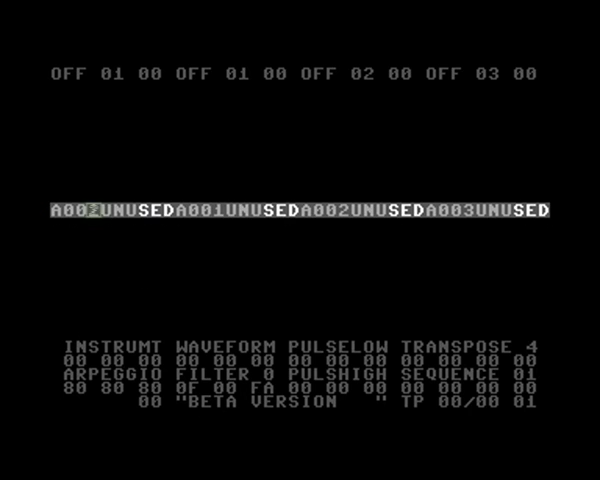 OFF 01 00 OFF 01 00 OFF 02 00 OFF 03 00
A00 UNUSEDA001UNUSEDA002UNUSEDA003UNUSED
INSTRUMT WAVEFORM PULSELOW TRANSPOSE 4
00 00 00 00 00 00 00 00 00 00 00 00 00
ARPEGGIO FILTER 0 PULSHIGH SEQUENCE 01
80 80 80 0F 00 FA 00 00 00 00 00 00 00
00 "BETA VERSION   " TP 00/00 01